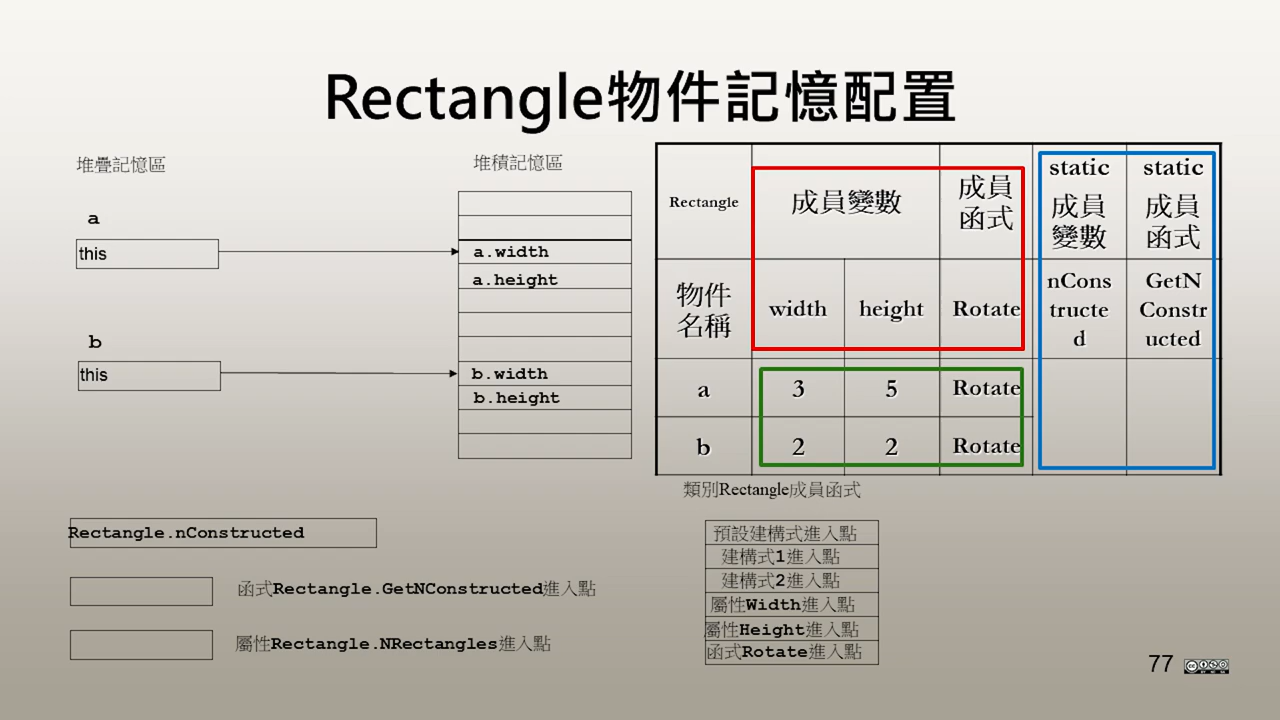 Rectangle物件記憶配置
堆疊記憶區
堆積記憶區
a
this
a.width
a.height
b
this
b.width
b.height
Rectangle
成員變數
成員
函式
static
成員
變數
static
成員
函式
物件
名稱
width
height
Rotate
nCons
tructe
d
GetN
Constr
ucted
a
3
5
Rotate
b
2
2
Rotate
類別Rectangle成員函式
Rectangle.nConstructed
函式Rectangle.GetNConstructed進入點
屬性Rectangle.NRectangles進入點
預設建構式進入點
建構式1進入點
建構式2進入點
屬性Width進入點
屬性Height進入點
函式Rotate進入點
77